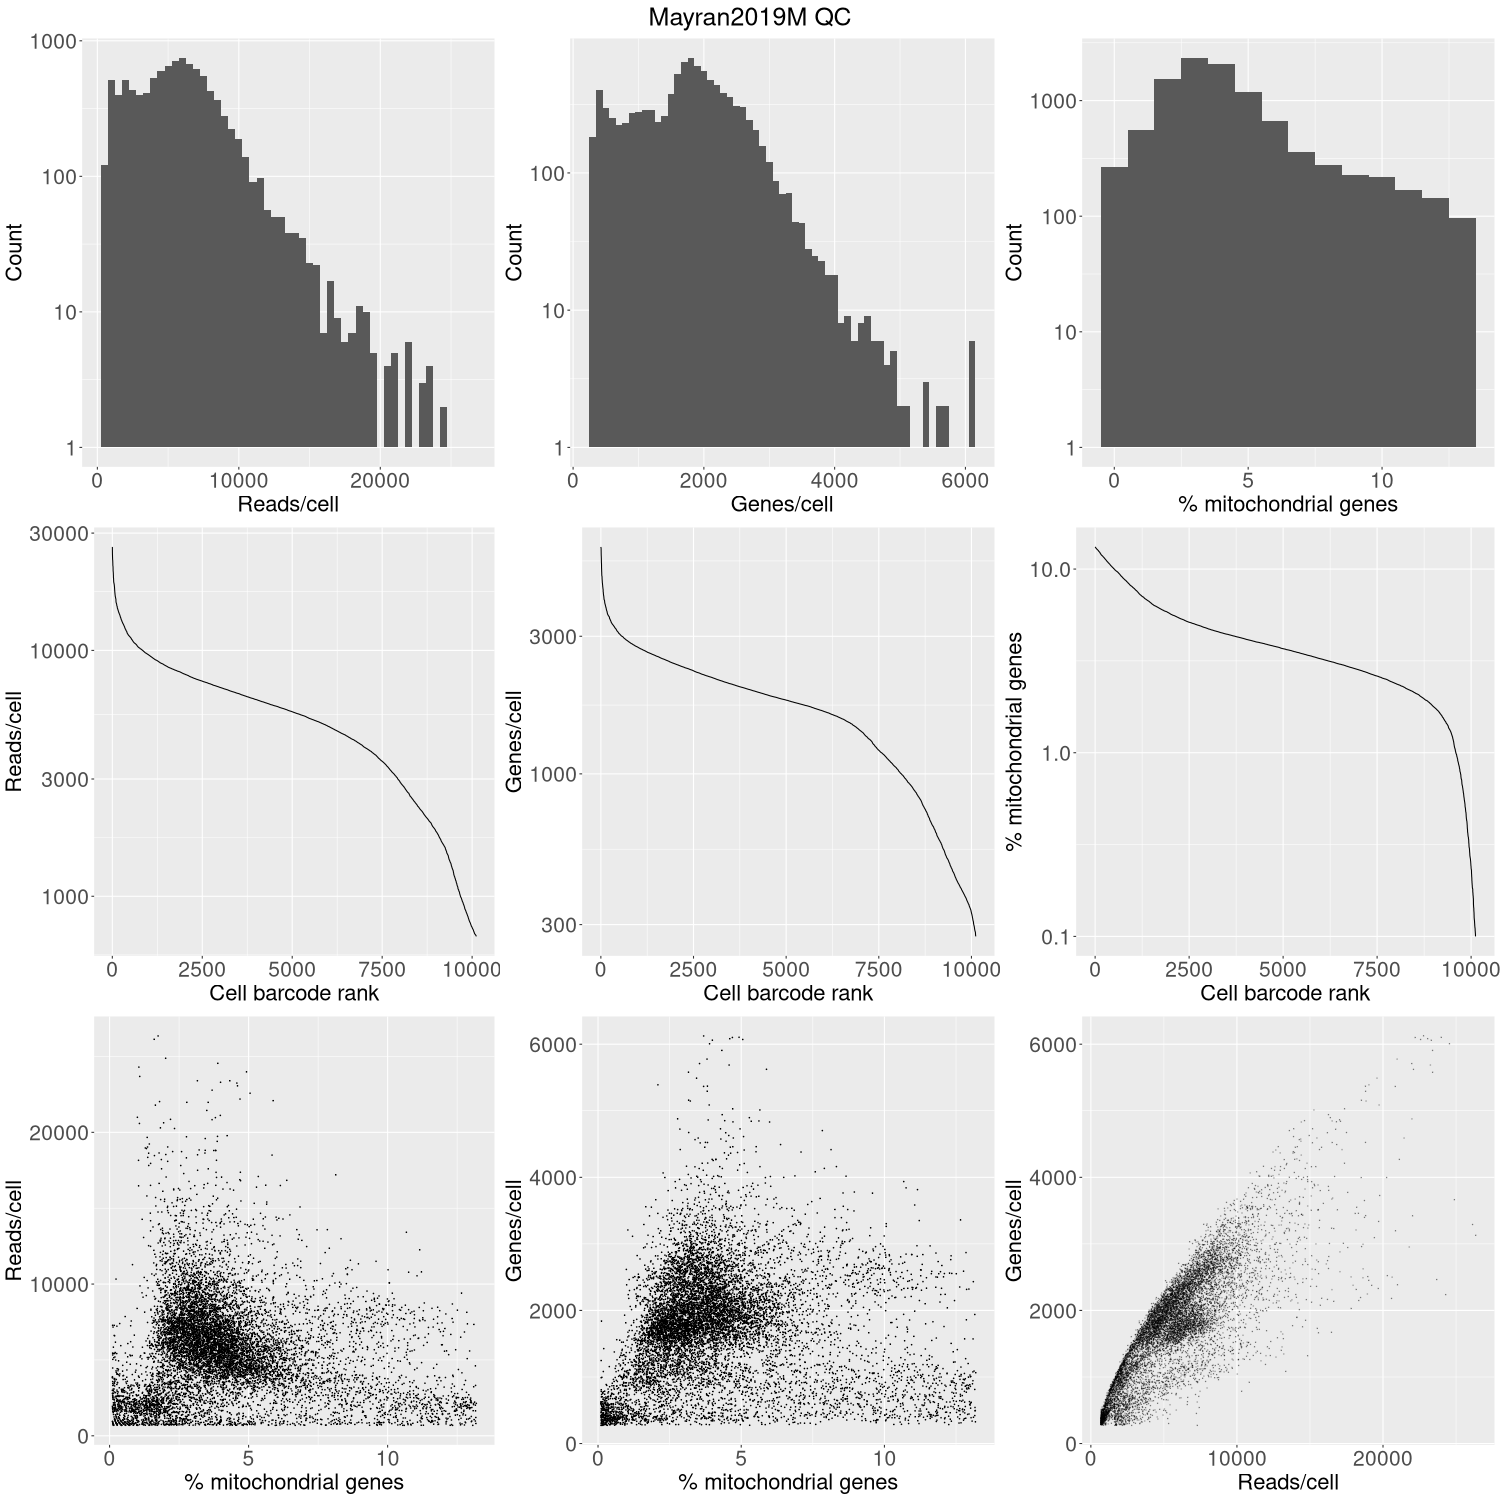 Mayran2019M QC
1000
100
10
1
Count
0 10000 20000
Reads/cell
100
10
1
Count
0 2000 4000 6000
Genes/cell
1000
100
10
1
Count
0 5 10
% mitochondrial genes
30000
10000
3000
1000
Reads/cell
0 2500 5000 7500 10000
Cell barcode rank
3000
1000
300
Genes/cell
0 2500 5000 7500 10000
Cell barcode rank
10.0
1.0
0.1
% mitochondrial genes
0 2500 5000 7500 10000
Cell barcode rank
20000
10000
0
Reads/cell
0 5 10
% mitochondrial genes
6000
4000
2000
0
Genes/cell
0 5 10
% mitochondrial genes
6000
4000
2000
0
Genes/cell
0 10000 20000
Reads/cell